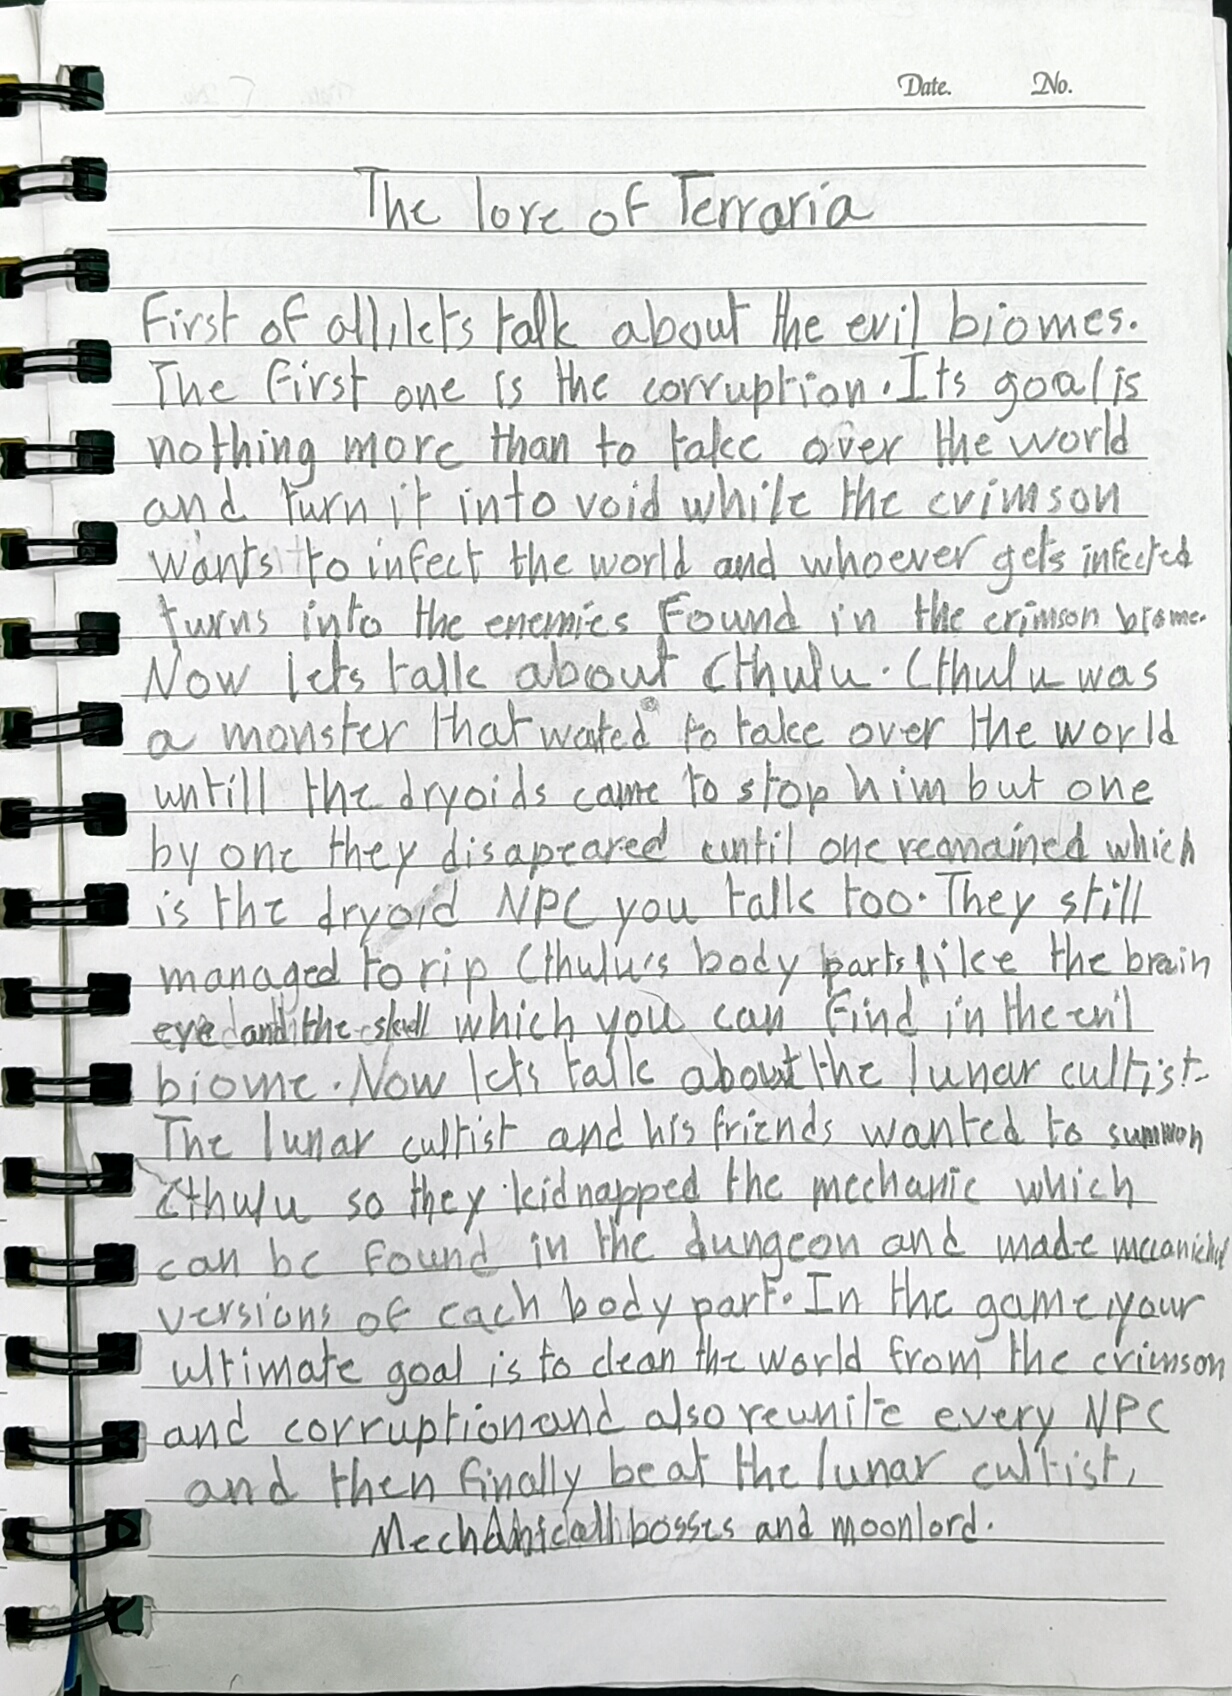 Date. No.
The lore of Terraria
First of all, lets talk about the evil biomes.
The first one is the corruption. Its goal is
nothing more than to take over the world
and turn it into void while the crimson
wants to infect the world and whoever gets infected
turns into the enemies found in the crimson biome.
Now lets talk about Cthulu. Cthulu was
a monster that wated to take over the world
untill the dryoids came to stop him but one
by one they disapeared until one reamained which
is the dryoid NPC you talk too. They still
managed to rip Cthulu's body parts, like the brain
eye and the skull which you can find in the evil
biome. Now lets talk about the lunar cultist.
The lunar cultist and his friends wanted to summon
Cthulu so they kidnapped the mechanic which
can be found in the dungeon and made
versions of each body part. In the game, your
ultimate goal is to clean the world from the crimson
and corruption and also reunite every NPC
and then finally beat the lunar cultist,
Mechanicall bosses and moonlord.